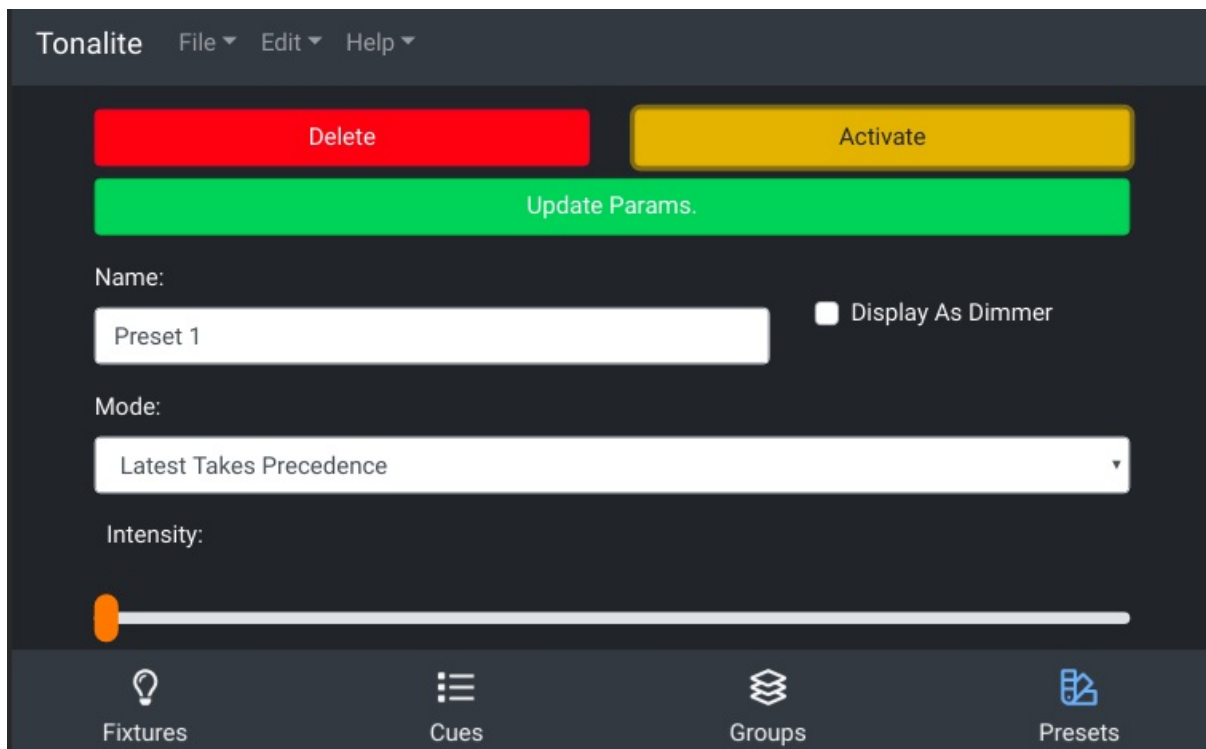 Tonalite File Edit Help
Delete Activate
Update Params.
Name:
Preset 1
Display As Dimmer
Mode:
Latest Takes Precedence
Intensity:
Fixtures Cues Groups Presets